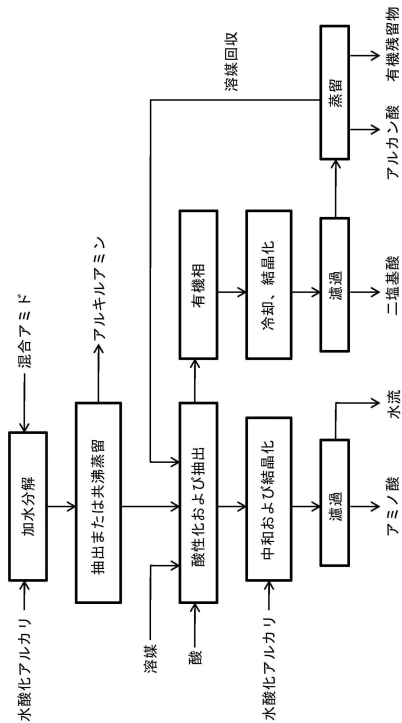 水酸化アルカリ
加水分解
混合アミド
抽出または共沸蒸留
アルキルアミン
溶媒
酸
酸性化および抽出
有機相
溶媒回収
水酸化アルカリ
中和および結晶化
冷却、結晶化
濾過
濾過
蒸留
アミノ酸
水流
二塩基酸
アルカン酸
有機残留物